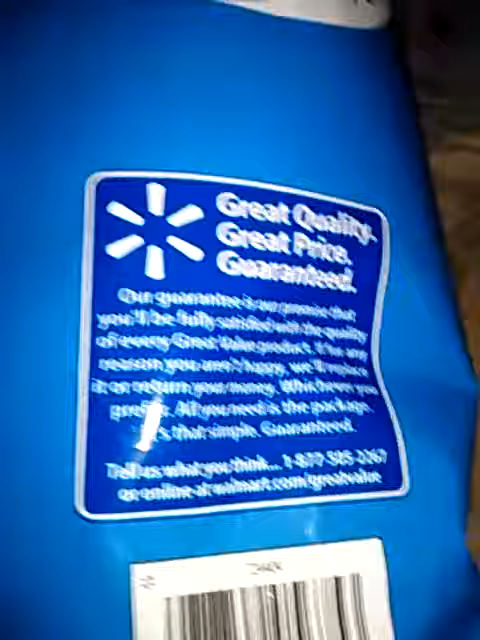 Great Quality.
Great Price.
Guaranteed.
Our guarantee is our promise that
you'll be fully satisfied with the quality
of every Great Value product. If for any
reason you aren't happy, we'll replace
it or return your money. Whichever you
prefer. All you need is the package.
It's that simple. Guaranteed.
Tell us what you think... 1-877-505-2267
or online at walmart.com/greatvalue